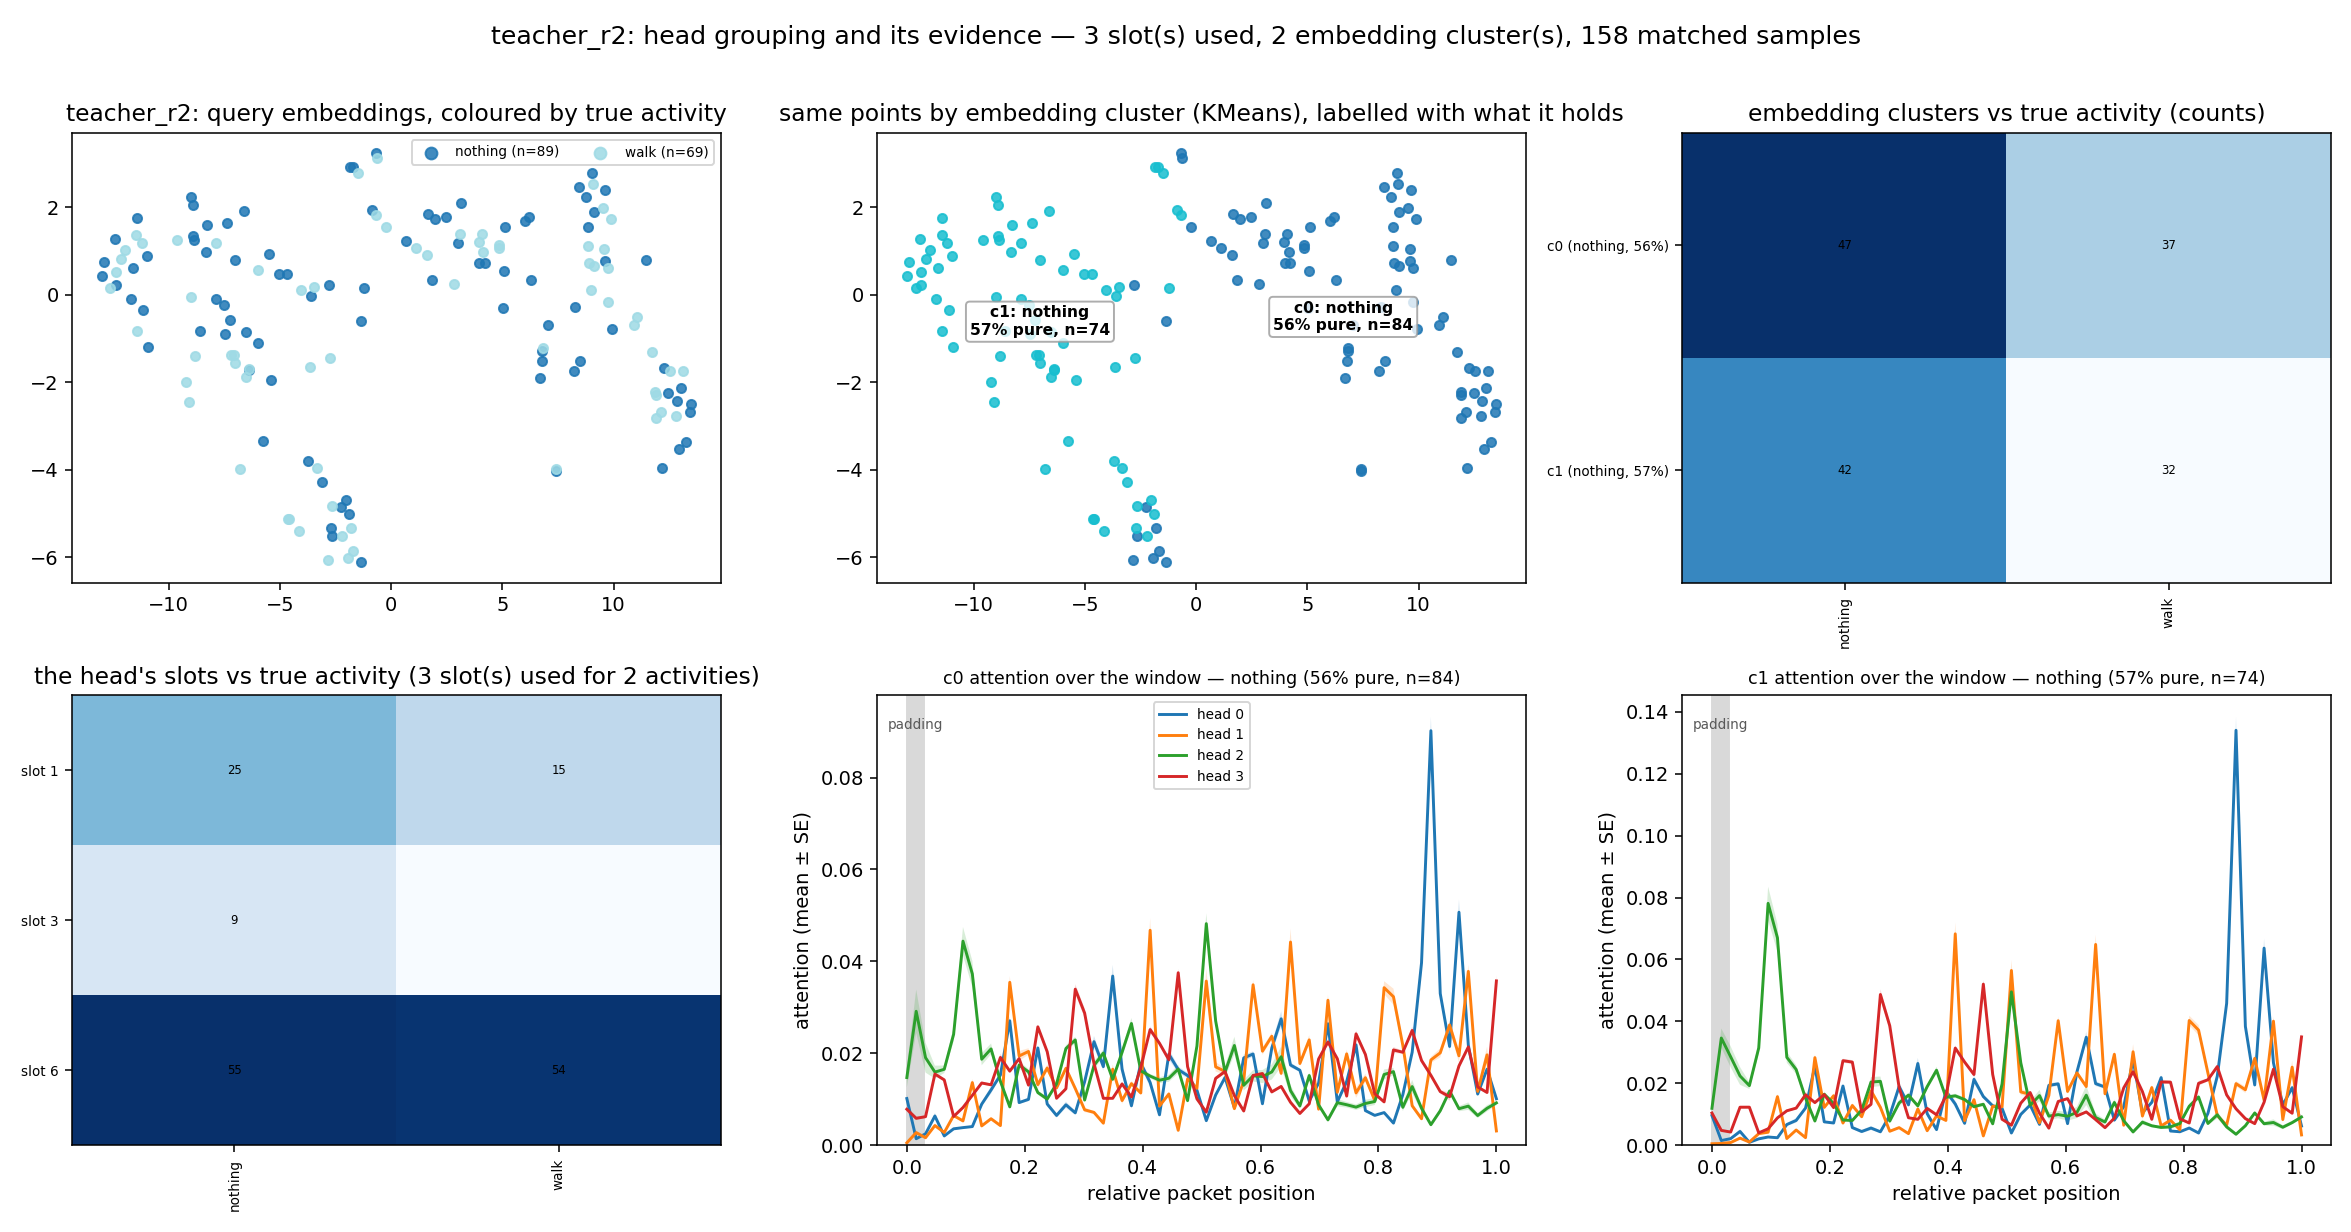 teacher_r2: head grouping and its evidence — 3 slot(s) used, 2 embedding cluster(s), 158 matched samples
teacher_r2: query embeddings, coloured by true activity
nothing (n=89)
walk (n=69)
2
0
−2
−4
−6
−10
−5
0
5
10
same points by embedding cluster (KMeans), labelled with what it holds
c1: nothing
57% pure, n=74
c0: nothing
56% pure, n=84
2
0
−2
−4
−6
−10
−5
0
5
10
embedding clusters vs true activity (counts)
c0 (nothing, 56%)
c1 (nothing, 57%)
47
37
42
32
nothing
walk
the head's slots vs true activity (3 slot(s) used for 2 activities)
slot 1
slot 3
slot 6
25
15
9
55
54
nothing
walk
c0 attention over the window — nothing (56% pure, n=84)
padding
head 0
head 1
head 2
head 3
attention (mean ± SE)
0.08
0.06
0.04
0.02
0.00
0.0
0.2
0.4
0.6
0.8
1.0
relative packet position
c1 attention over the window — nothing (57% pure, n=74)
padding
attention (mean ± SE)
0.14
0.12
0.10
0.08
0.06
0.04
0.02
0.00
0.0
0.2
0.4
0.6
0.8
1.0
relative packet position